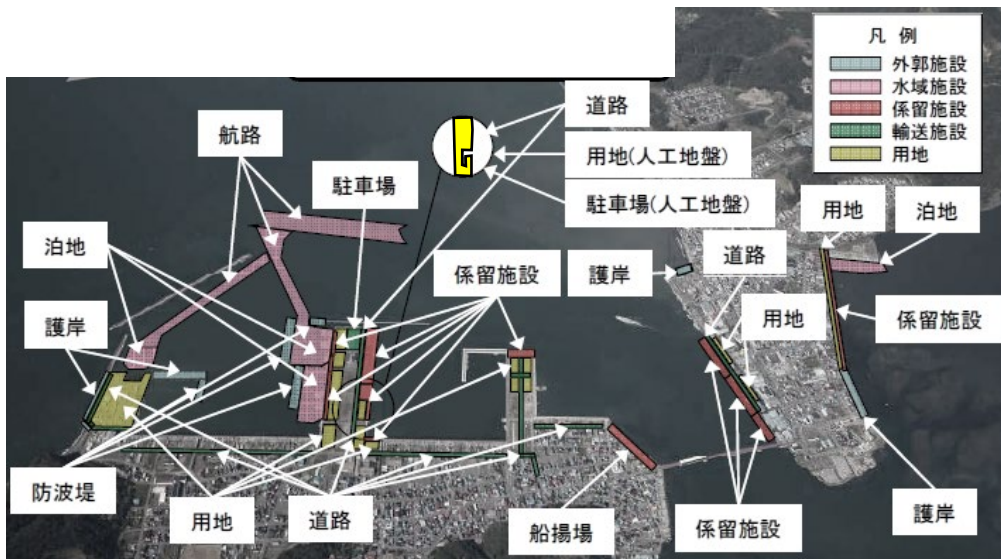 凡 例
外郭施設
水域施設
係留施設
輸送施設
用地
道路
航路
用地(人工地盤)
駐車場
駐車場(人工地盤)
用地
泊地
泊地
係留施設
護岸
道路
護岸
用地
係留施設
防波堤
用地
道路
船揚場
係留施設
護岸